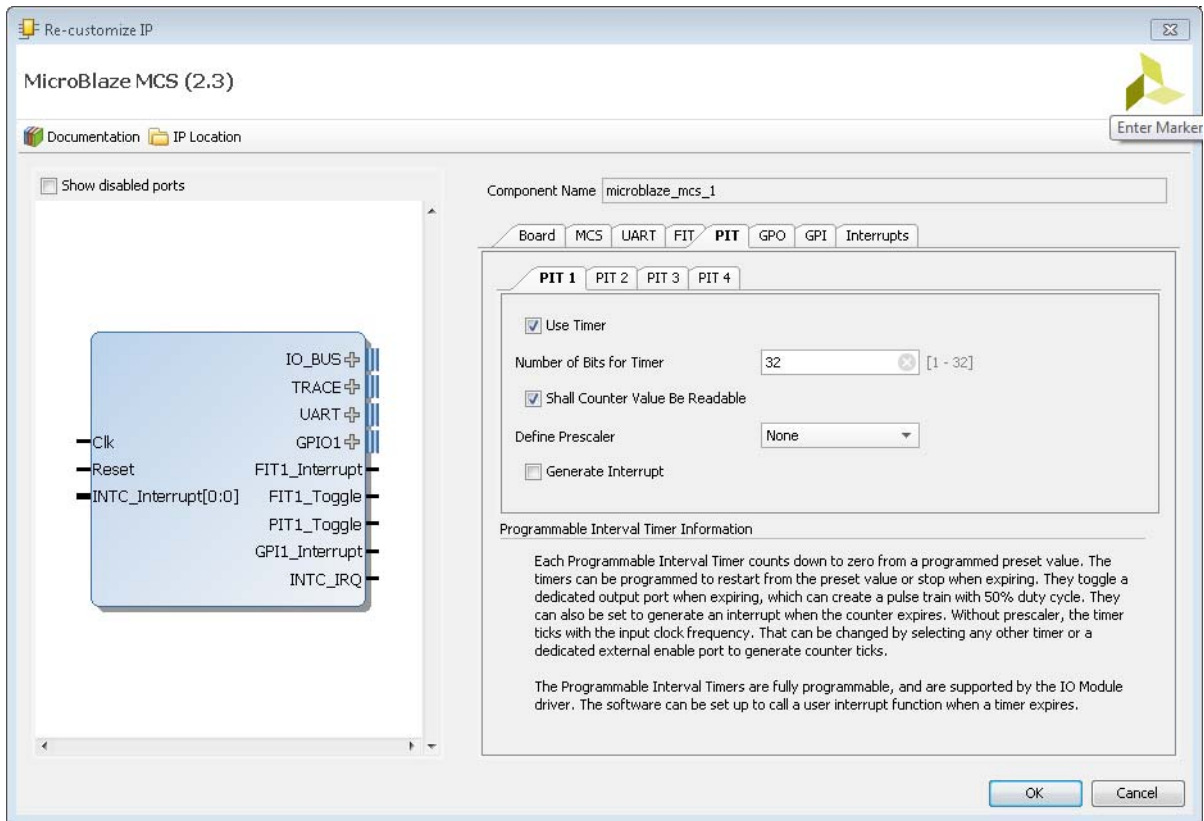 Re-customize IP
MicroBlaze MCS (2.3)
Enter Marker
Documentation IP Location
Show disabled ports
IO_BUS
TRACE
UART
Clk GPIO1
Reset FIT1_Interrupt
INTC_Interrupt[0:0] FIT1_Toggle
PIT1_Toggle
GPI1_Interrupt
INTC_IRQ
Component Name microblaze_mcs_1
Board MCS UART FIT PIT GPO GPI Interrupts
PIT 1 PIT 2 PIT 3 PIT 4
Use Timer
Number of Bits for Timer 32 [1 - 32]
Shall Counter Value Be Readable
Define Prescaler None
Generate Interrupt
Programmable Interval Timer Information
Each Programmable Interval Timer counts down to zero from a programmed preset value. The
timers can be programmed to restart from the preset value or stop when expiring. They toggle a
dedicated output port when expiring, which can create a pulse train with 50% duty cycle. They
can also be set to generate an interrupt when the counter expires. Without prescaler, the timer
ticks with the input clock frequency. That can be changed by selecting any other timer or a
dedicated external enable port to generate counter ticks.
The Programmable Interval Timers are fully programmable, and are supported by the IO Module
driver. The software can be set up to call a user interrupt function when a timer expires.
OK Cancel